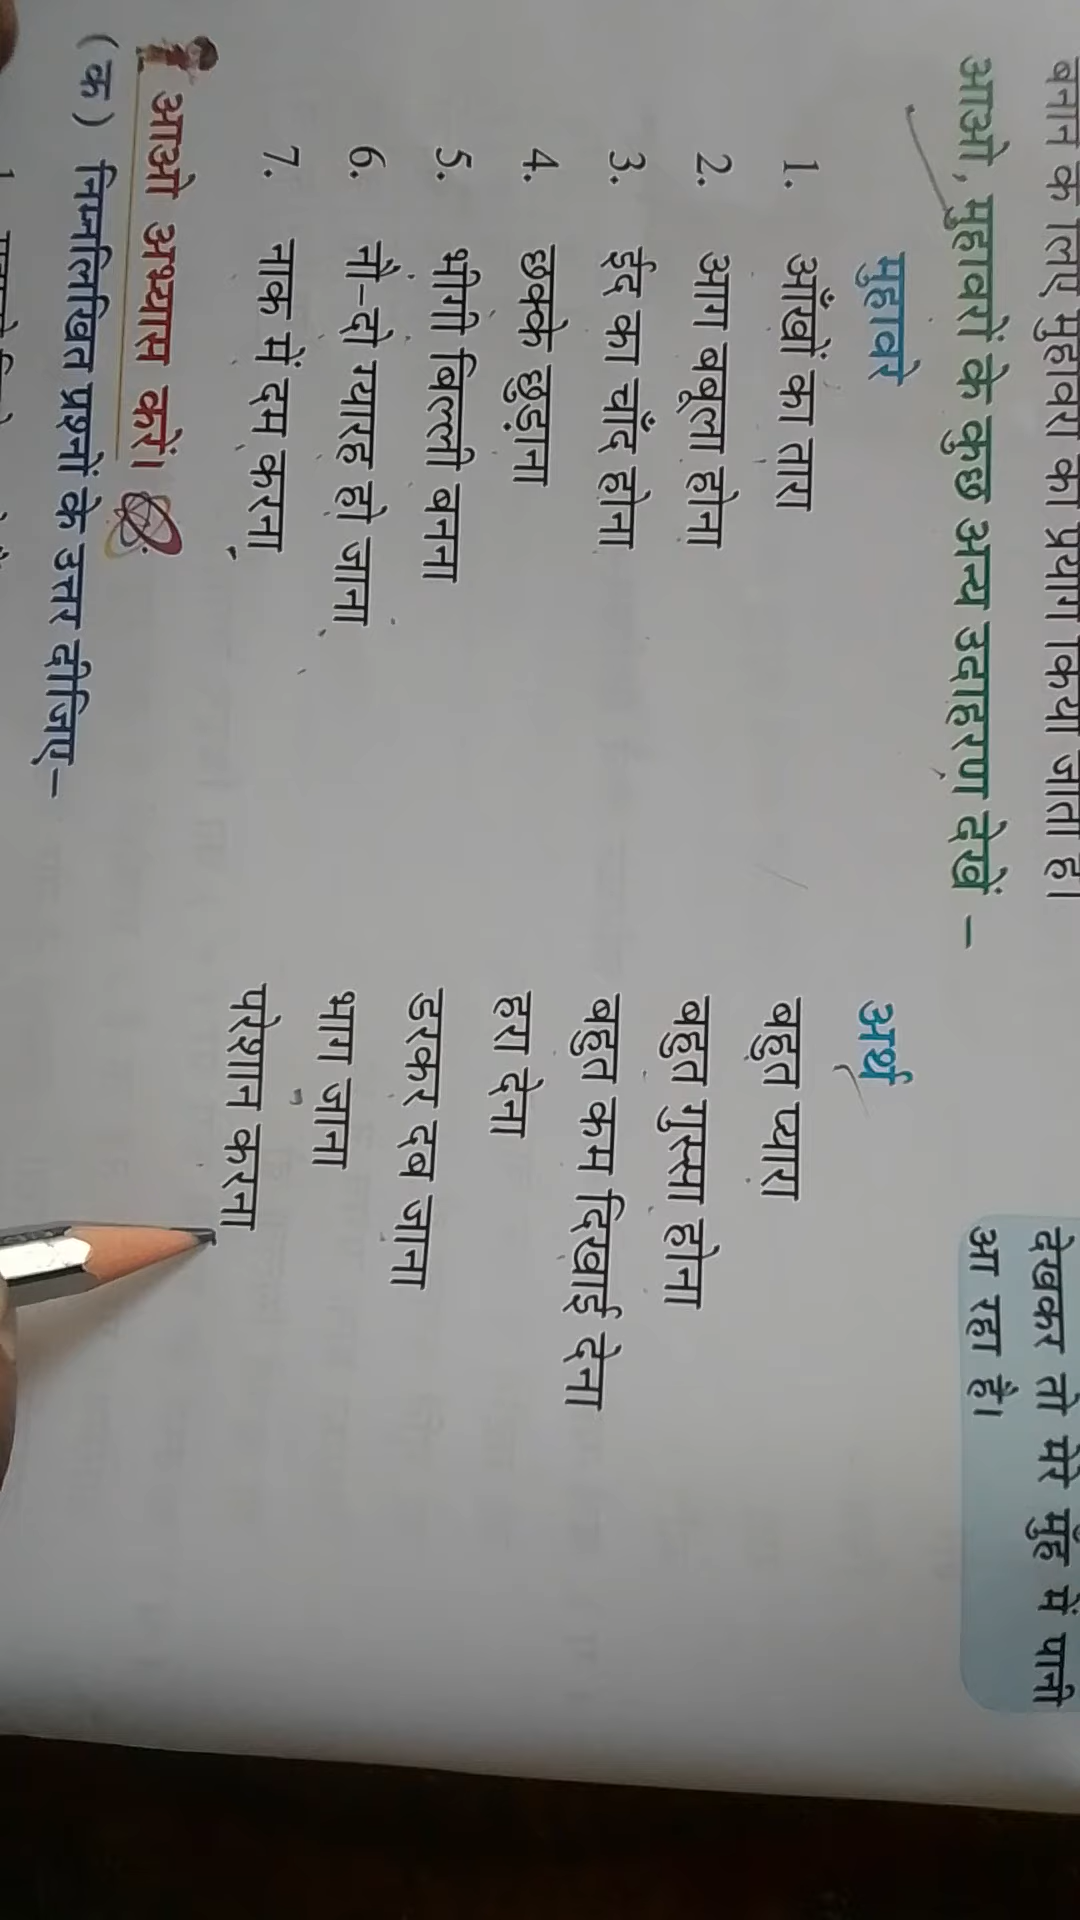 बनाने के लिए मुहावरों का प्रयोग किया जाता है।
देखकर तो मेरे मुँह में पानी
आ रहा है।
आओ, मुहावरों के कुछ अन्य उदाहरण देखें –
मुहावरे अर्थ
1. आँखों का तारा बहुत प्यारा
2. आग बबूला होना बहुत गुस्सा होना
3. ईद का चाँद होना बहुत कम दिखाई देना
4. छक्के छुड़ाना हरा देना
5. भीगी बिल्ली बनना डरकर दब जाना
6. नौ-दो ग्यारह हो जाना भाग जाना
7. नाक में दम करना परेशान करना
आओ अभ्यास करें।
(क) निम्नलिखित प्रश्नों के उत्तर दीजिए–